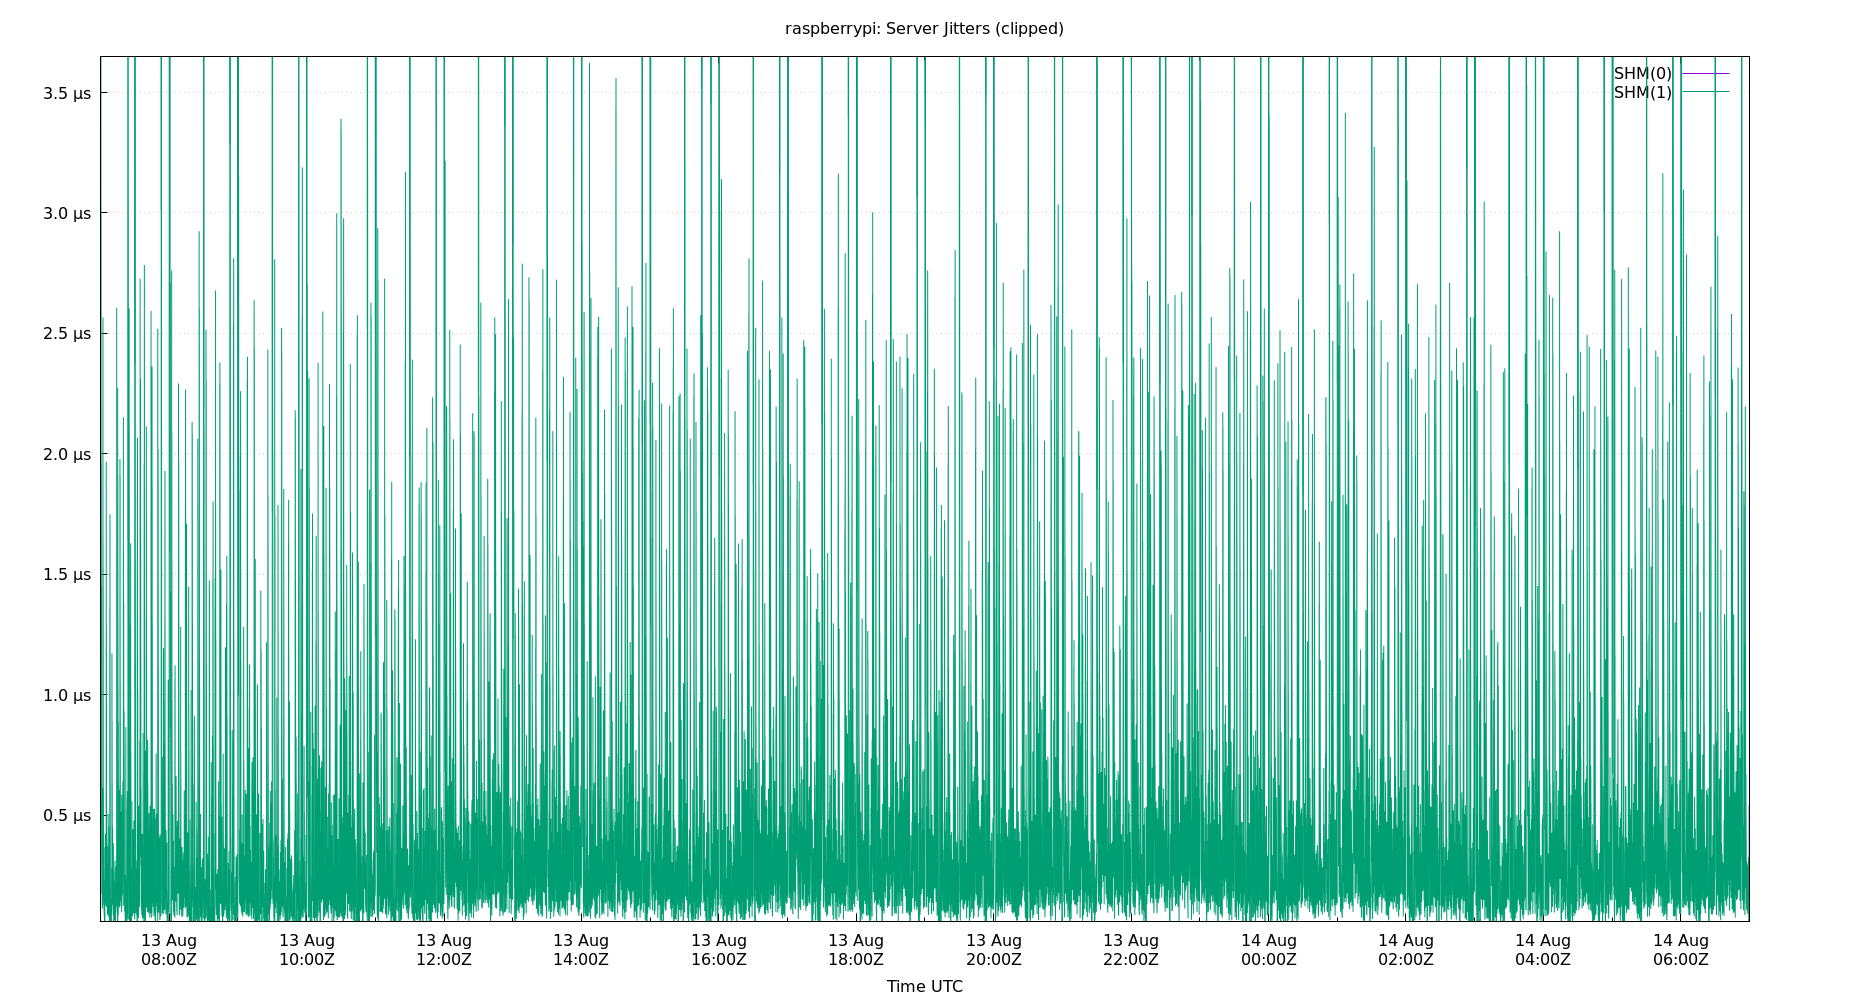 raspberrypi: Server Jitters (clipped)
SHM(0)
SHM(1)
3.5 µs
3.0 µs
2.5 µs
2.0 µs
1.5 µs
1.0 µs
0.5 µs
13 Aug 13 Aug 13 Aug 13 Aug 13 Aug 13 Aug 13 Aug 13 Aug 14 Aug 14 Aug 14 Aug 14 Aug
08:00Z 10:00Z 12:00Z 14:00Z 16:00Z 18:00Z 20:00Z 22:00Z 00:00Z 02:00Z 04:00Z 06:00Z
Time UTC